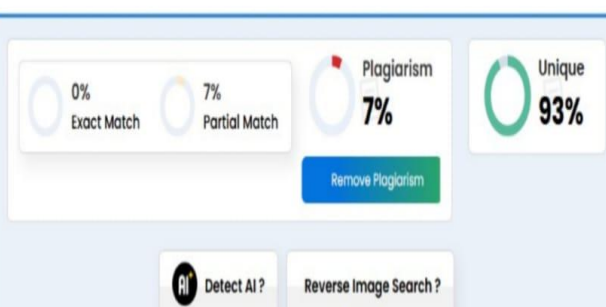 0%
Exact Match
7%
Partial Match
Plagiarism
7%
Unique
93%
Remove Plagiarism
AI Detect AI ?
Reverse Image Search ?